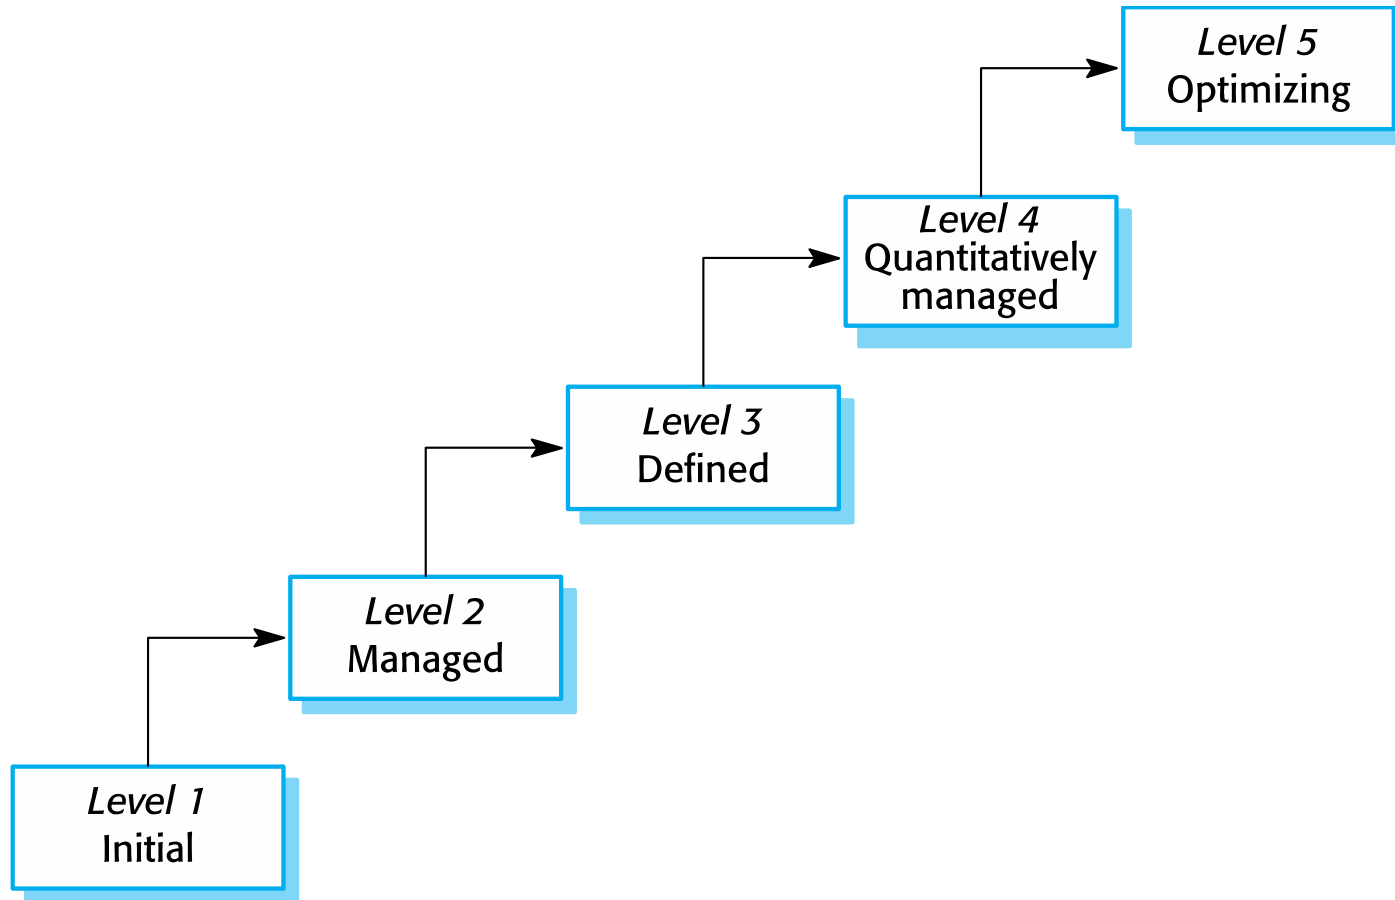 Level 5
Optimizing
Level 4
Quantitatively
managed
Level 3
Defined
Level 2
Managed
Level 1
Initial